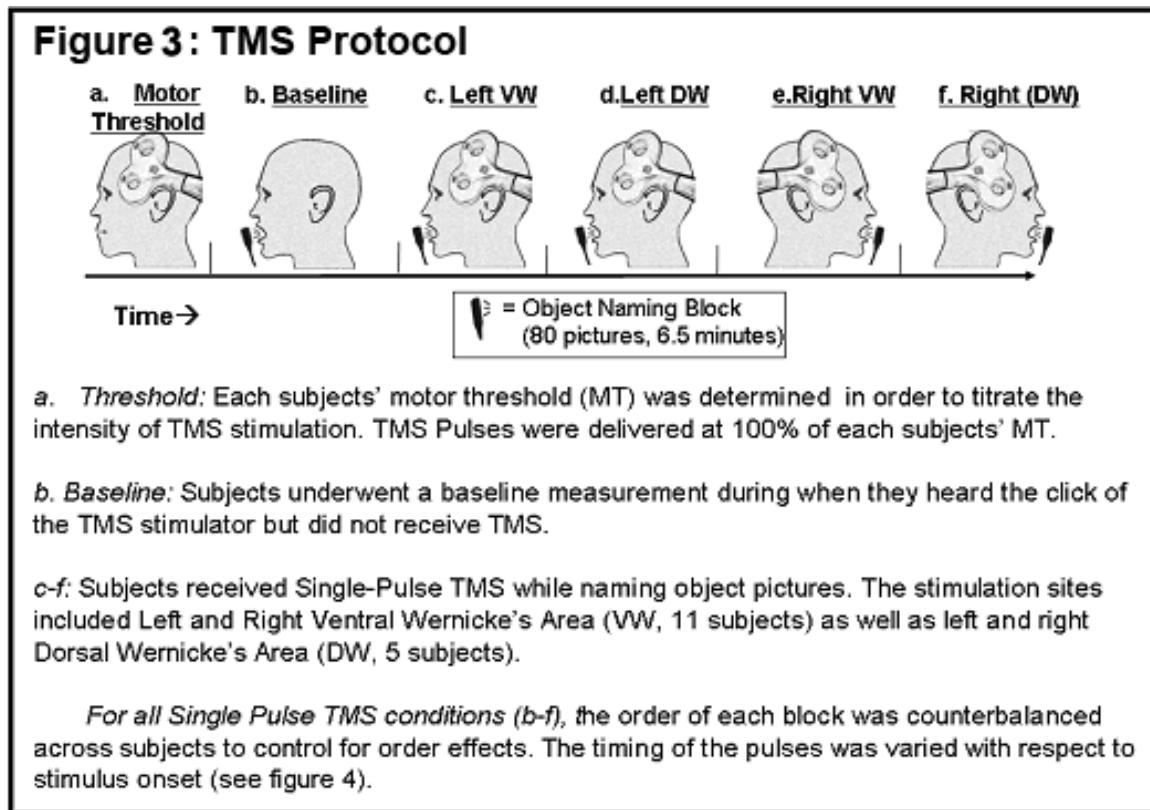 Figure 3: TMS Protocol
a. Motor Threshold
b. Baseline
c. Left VW
d.Left DW
e.Right VW
f. Right (DW)
Time→
= Object Naming Block
(80 pictures, 6.5 minutes)
a. Threshold: Each subjects' motor threshold (MT) was determined in order to titrate the
intensity of TMS stimulation. TMS Pulses were delivered at 100% of each subjects' MT.
b. Baseline: Subjects underwent a baseline measurement during when they heard the click of
the TMS stimulator but did not receive TMS.
c-f: Subjects received Single-Pulse TMS while naming object pictures. The stimulation sites
included Left and Right Ventral Wernicke's Area (VW, 11 subjects) as well as left and right
Dorsal Wernicke's Area (DW, 5 subjects).
For all Single Pulse TMS conditions (b-f), the order of each block was counterbalanced
across subjects to control for order effects. The timing of the pulses was varied with respect to
stimulus onset (see figure 4).